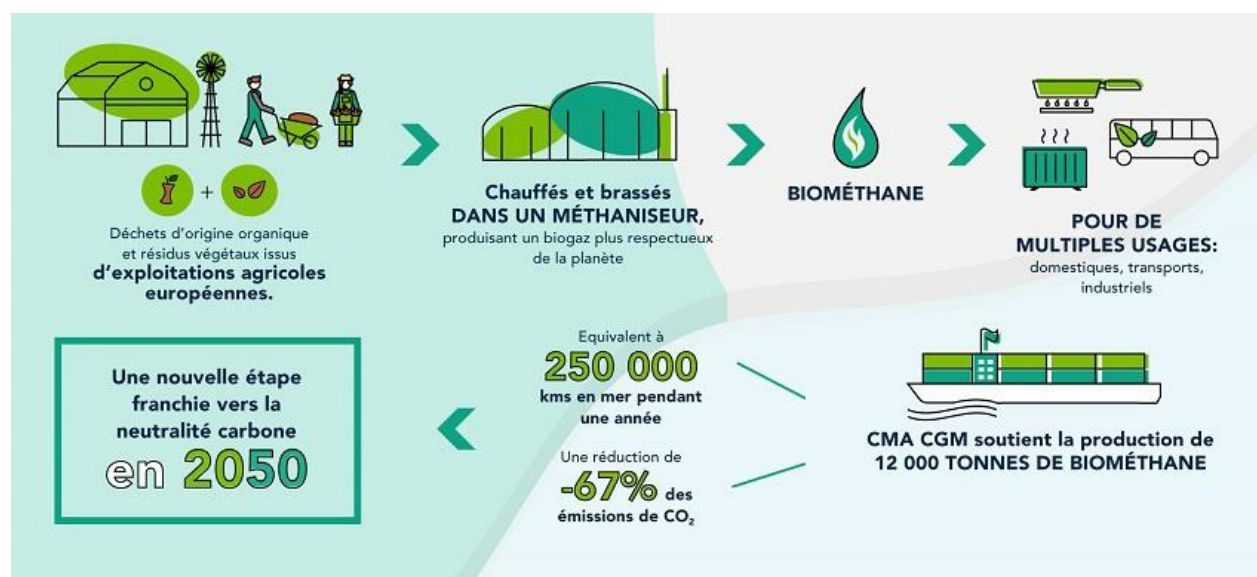 Déchets d'origine organique
et résidus végétaux issus
d'exploitations agricoles
européennes.
Chauffés et brassés
DANS UN MÉTHANISEUR,
produisant un biogaz plus respectueux
de la planète
BIOMÉTHANE
POUR DE
MULTIPLES USAGES:
domestiques, transports,
industriels
CMA CGM soutient la production de
12 000 TONNES DE BIOMÉTHANE
Equivalent à
250 000
kms en mer pendant
une année
Une réduction de
-67% des
émissions de CO₂
Une nouvelle étape
franchie vers la
neutralité carbone
en 2050